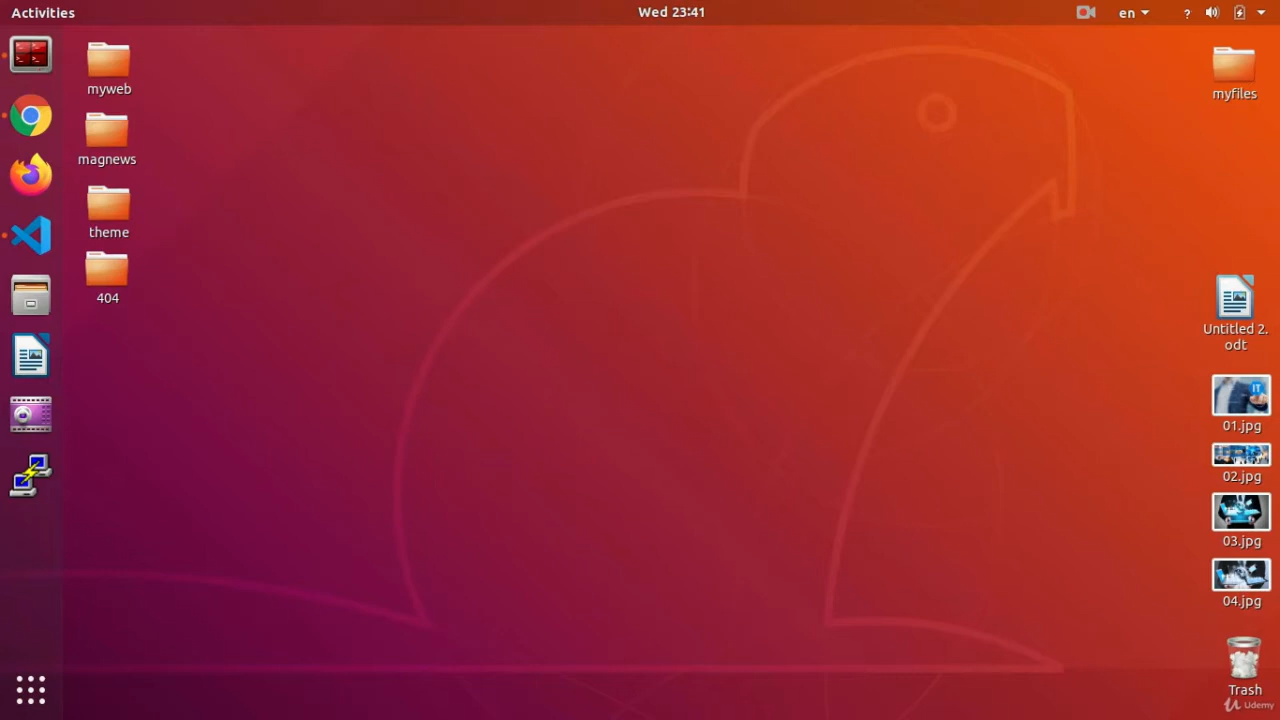 Activities
Wed 23:41
en
?
myweb
magnews
theme
404
myfiles
Untitled 2.
odt
IT
01.jpg
02.jpg
03.jpg
04.jpg
Trash
Udemy